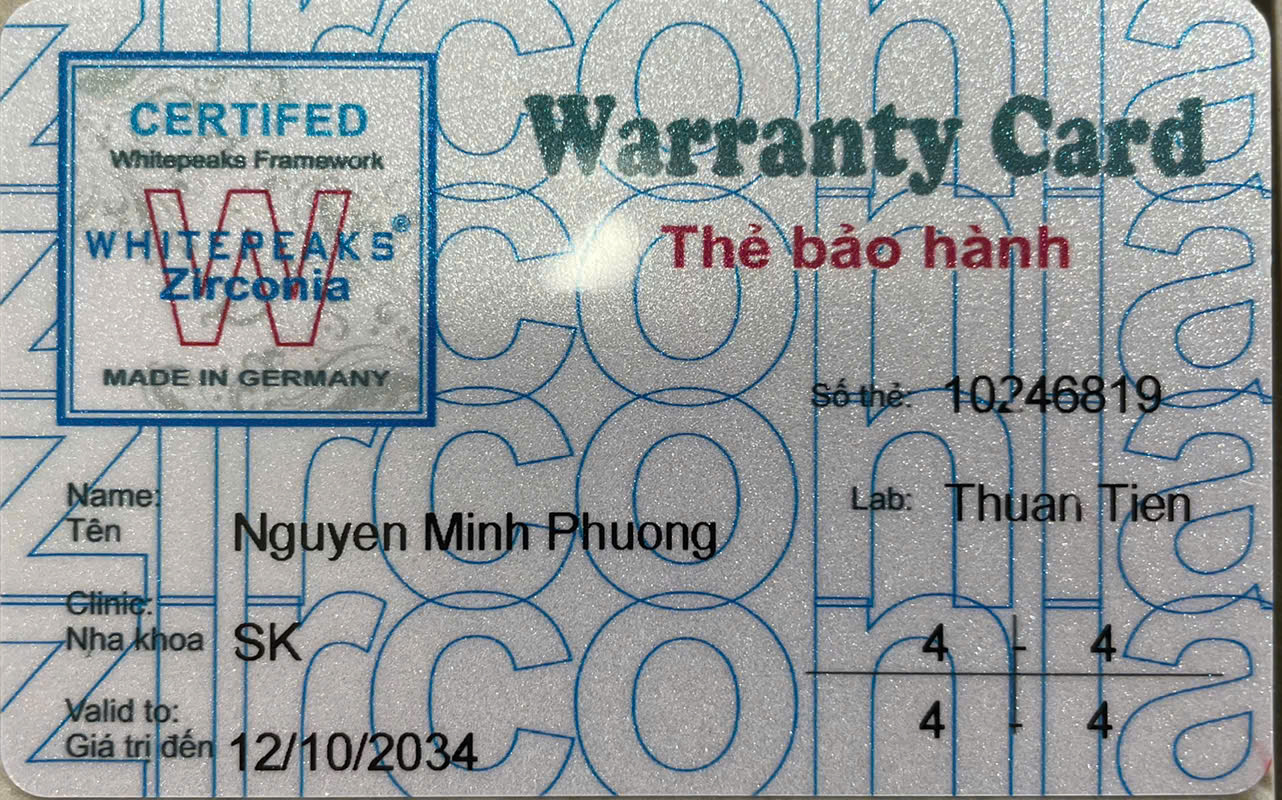 zirconia
CERTIFED
Whitepeaks Framework
W
WHITEPEAKS®
Zirconia
MADE IN GERMANY
Warranty Card
Thẻ bảo hành
Số thẻ: 10246819
Lab: Thuan Tien
Name:
Tên Nguyen Minh Phuong
Clinic:
Nha khoa SK
Valid to:
Giá trị đến 12/10/2034
4 - 4
4 - 4